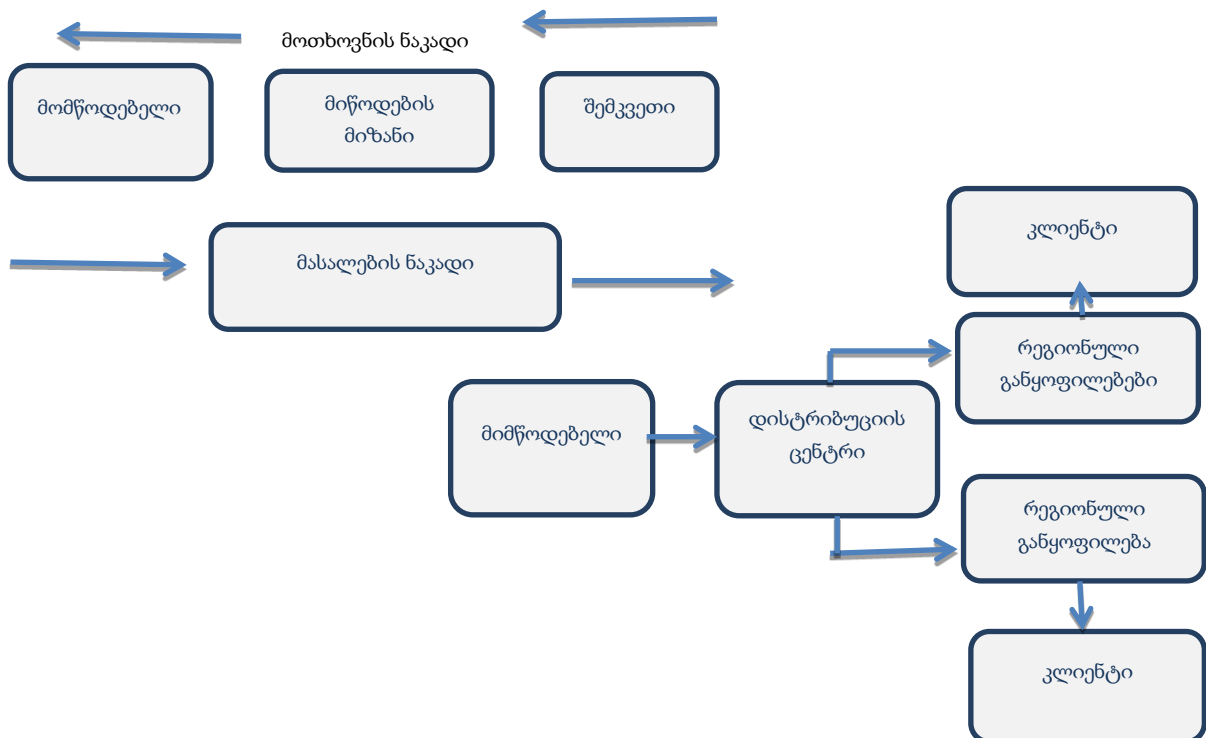 მოთხოვნის ნაკადი
მომწოდებელი
მიწოდების
მიზანი
შემკვეთი
მასალების ნაკადი
კლიენტი
რეგიონული
განყოფილებები
მიმწოდებელი
დისტრიბუციის
ცენტრი
რეგიონული
განყოფილება
კლიენტი